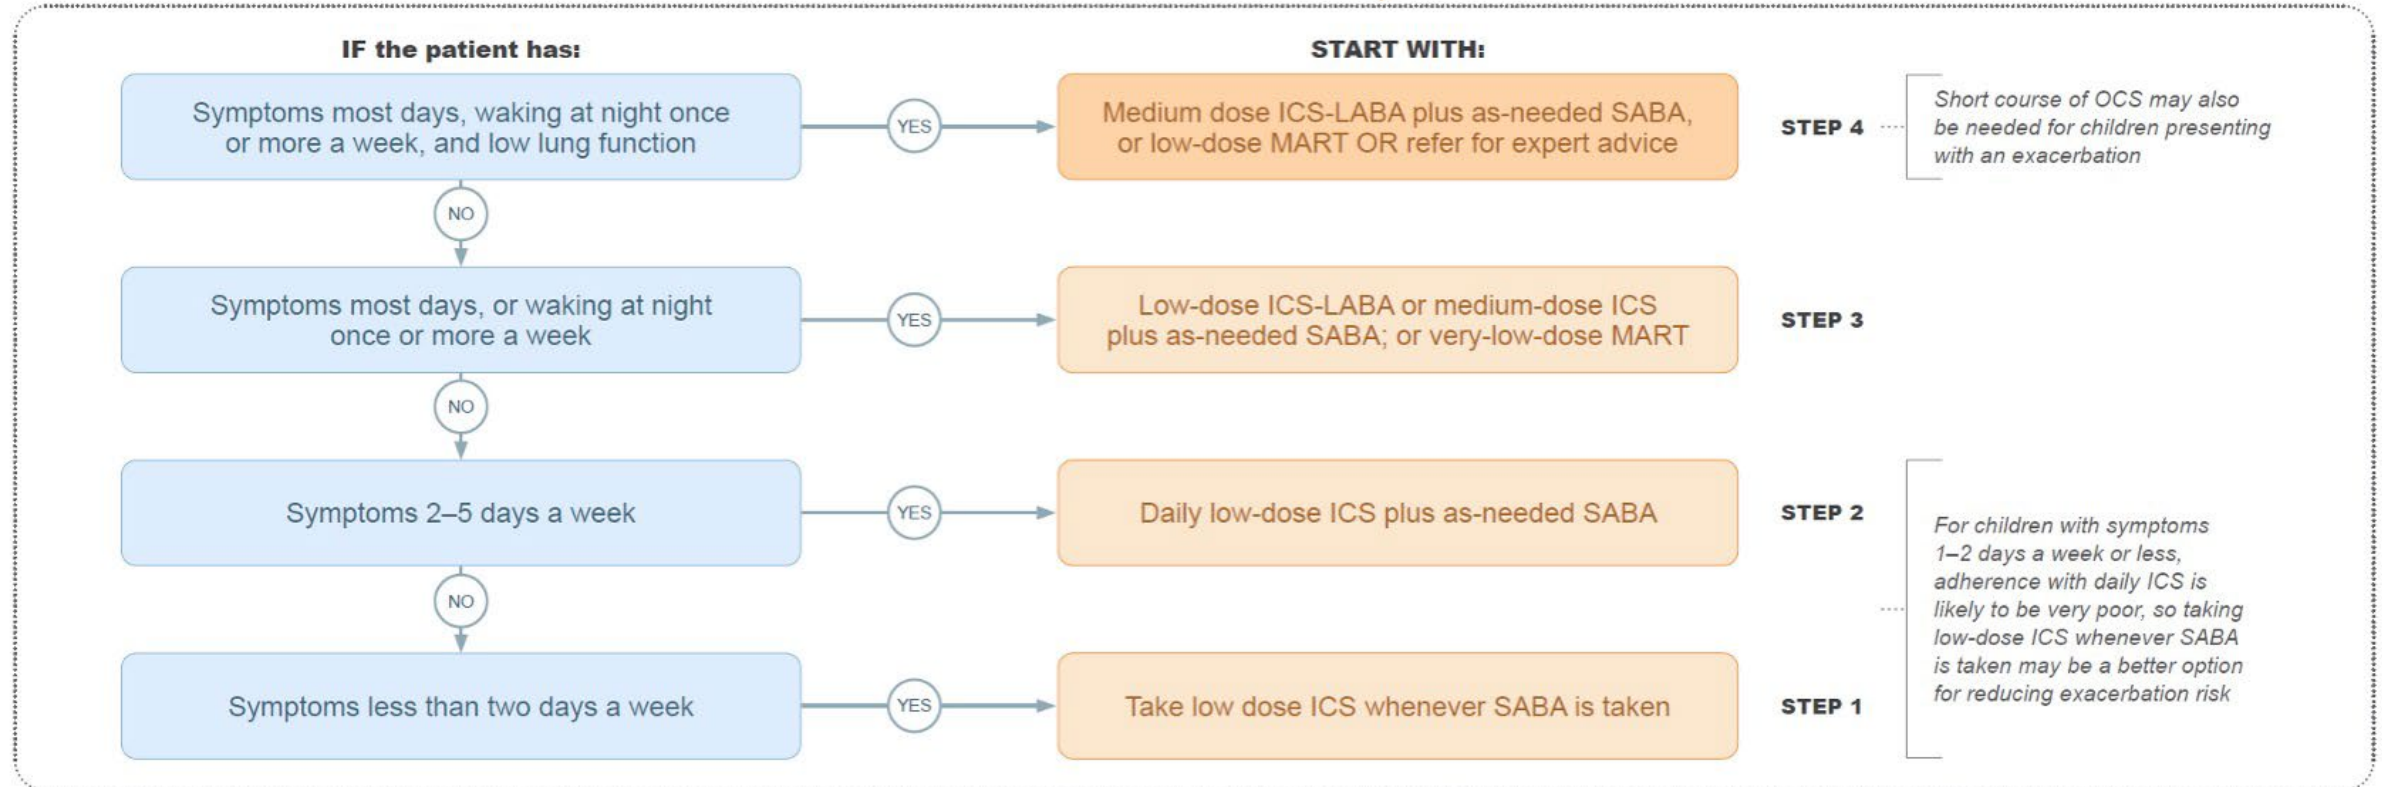 IF the patient has:
START WITH:
Symptoms most days, waking at night once
or more a week, and low lung function
YES
Medium dose ICS-LABA plus as-needed SABA,
or low-dose MART OR refer for expert advice
STEP 4
Short course of OCS may also
be needed for children presenting
with an exacerbation
NO
Symptoms most days, or waking at night
once or more a week
YES
Low-dose ICS-LABA or medium-dose ICS
plus as-needed SABA; or very-low-dose MART
STEP 3
NO
Symptoms 2–5 days a week
YES
Daily low-dose ICS plus as-needed SABA
STEP 2
For children with symptoms
1–2 days a week or less,
adherence with daily ICS is
likely to be very poor, so taking
low-dose ICS whenever SABA
is taken may be a better option
for reducing exacerbation risk
NO
Symptoms less than two days a week
YES
Take low dose ICS whenever SABA is taken
STEP 1